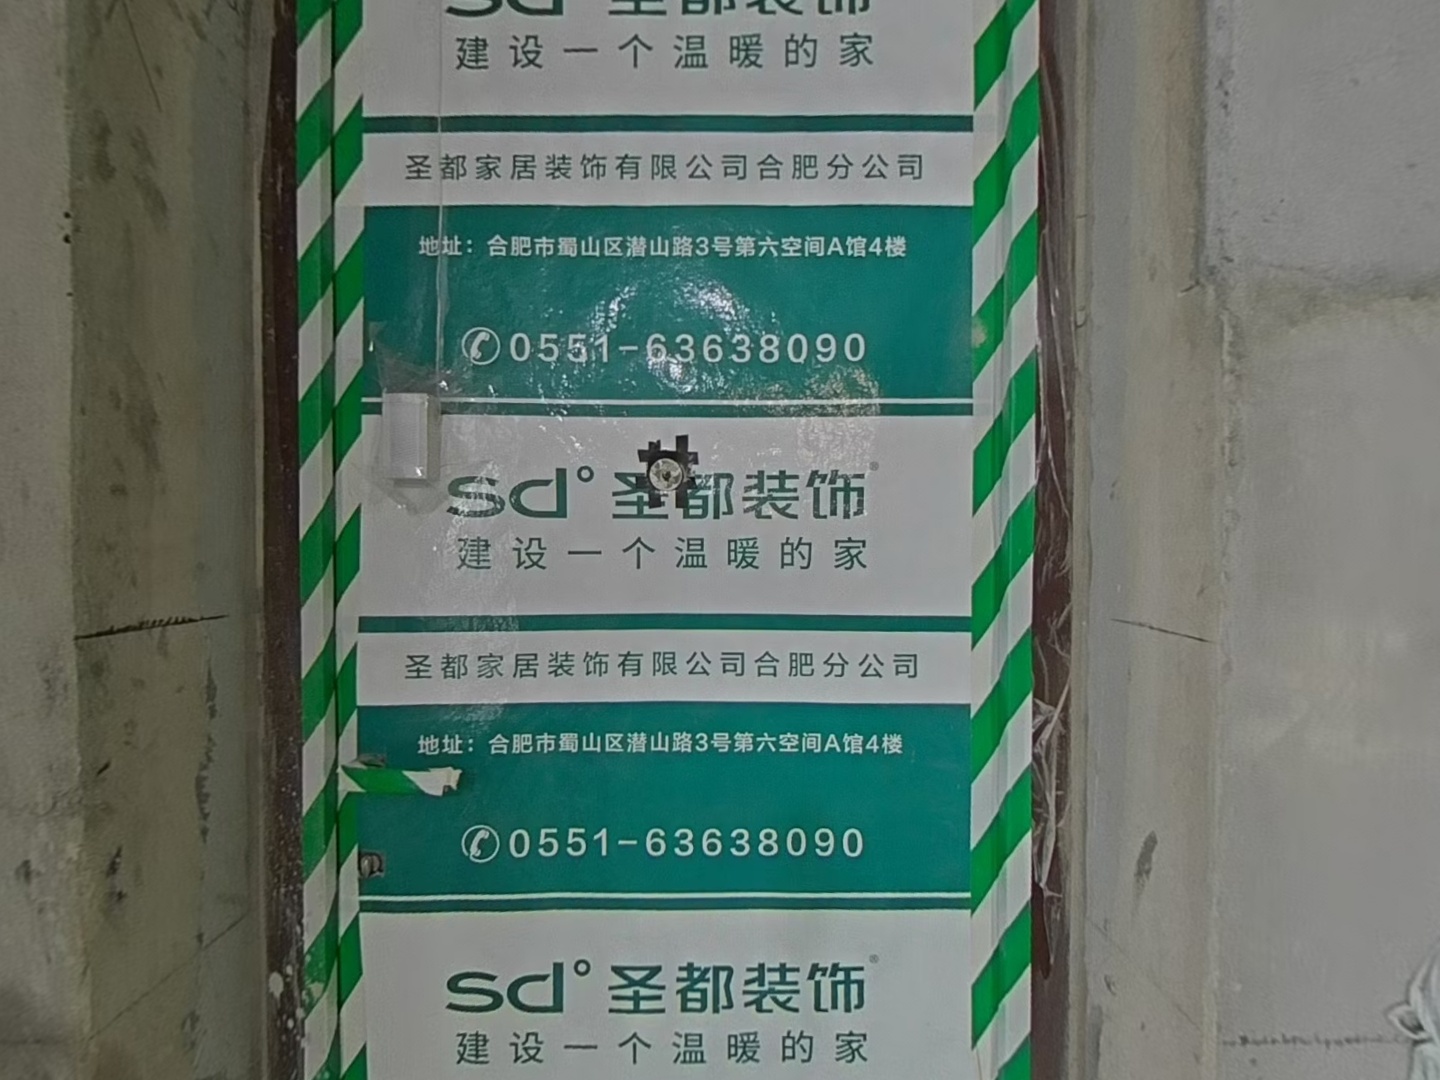 sd°圣都装饰
建设一个温暖的家
圣都家居装饰有限公司合肥分公司
地址：合肥市蜀山区潜山路3号第六空间A馆4楼
0551-63638090
sd°圣都装饰®
建设一个温暖的家
圣都家居装饰有限公司合肥分公司
地址：合肥市蜀山区潜山路3号第六空间A馆4楼
0551-63638090
sd°圣都装饰®
建设一个温暖的家